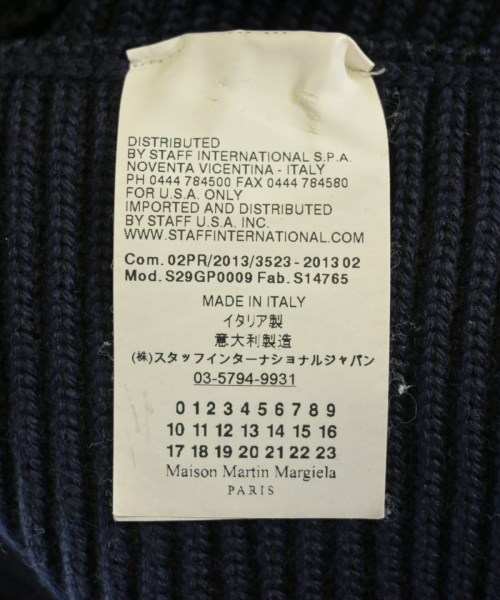 DISTRIBUTED
BY STAFF INTERNATIONAL S.P.A.
NOVENTA VICENTINA - ITALY
PH 0444 784500 FAX 0444 784580
FOR U.S.A. ONLY
IMPORTED AND DISTRIBUTED
BY STAFF U.S.A. INC.
WWW.STAFFINTERNATIONAL.COM
Com. 02PR/2013/3523 - 2013 02
Mod. S29GP0009 Fab. S14765
MADE IN ITALY
イタリア製
意大利製造
(株)スタッフインターナショナルジャパン
03-5794-9931
0 1 2 3 4 5 6 7 8 9
10 11 12 13 14 15 16
17 18 19 20 21 22 23
Maison Martin Margiela
PARIS